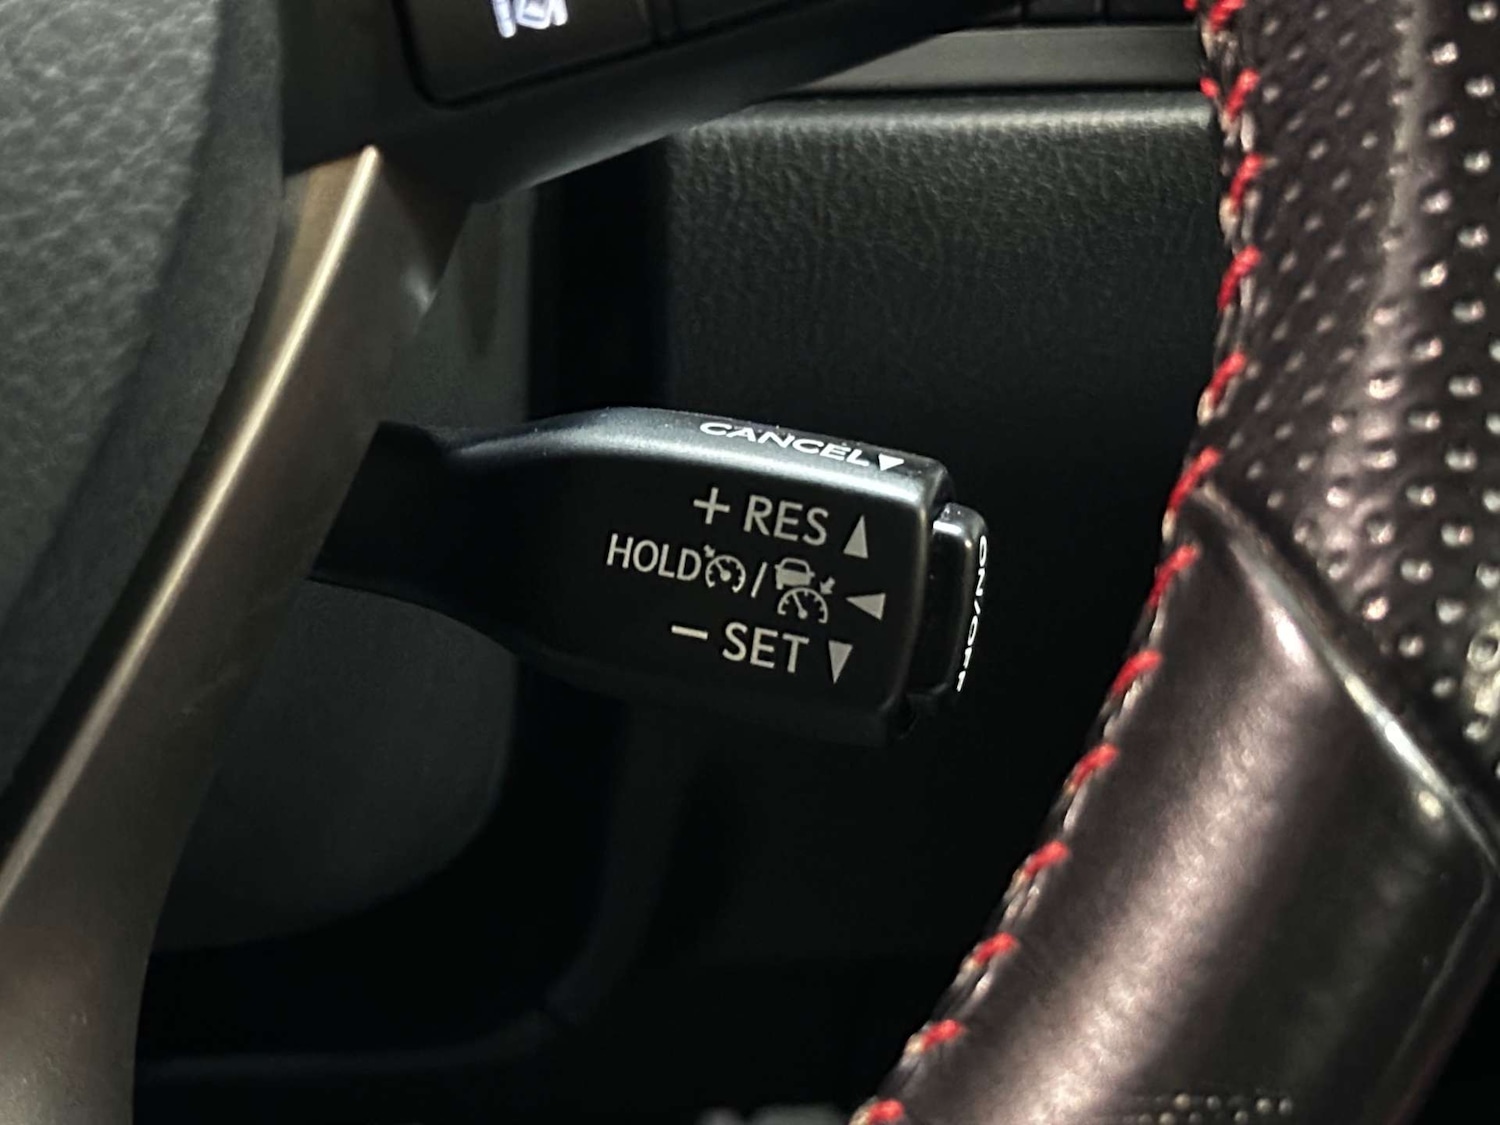 CANCEL▼
+ RES ▲
HOLD / ◀
− SET ▼
ON/OFF